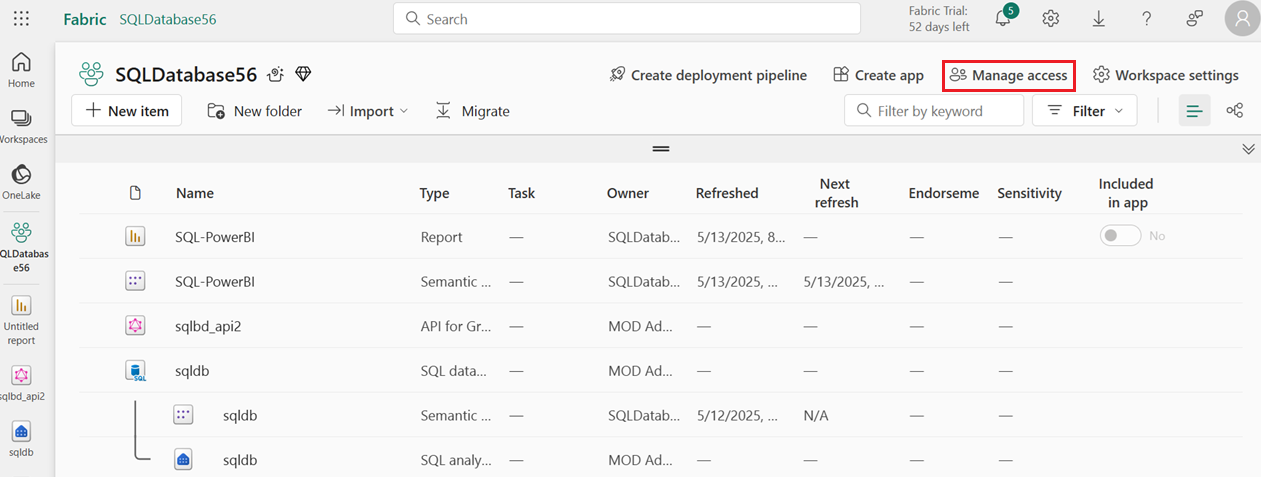 Fabric SQLDatabase56
Search
Fabric Trial:
52 days left
5
Home
Workspaces
OneLake
QLDatabas
e56
Untitled
report
sqlbd_api2
sqldb
SQLDatabase56
Create deployment pipeline
Create app
Manage access
Workspace settings
New item
New folder
Import
Migrate
Filter by keyword
Filter
Name Type Task Owner Refreshed Next refresh Endorseme Sensitivity Included in app
SQL-PowerBI Report — SQLDatab... 5/13/2025, 8... — — — No
SQL-PowerBI Semantic ... — SQLDatab... 5/13/2025, ... 5/13/2025, ... — —
sqlbd_api2 API for Gr... — MOD Ad... — — — —
SQL
sqldb SQL data... — MOD Ad... — — — —
sqldb Semantic ... — SQLDatab... 5/12/2025, ... N/A — —
sqldb SQL analy... — MOD Ad... — — — —